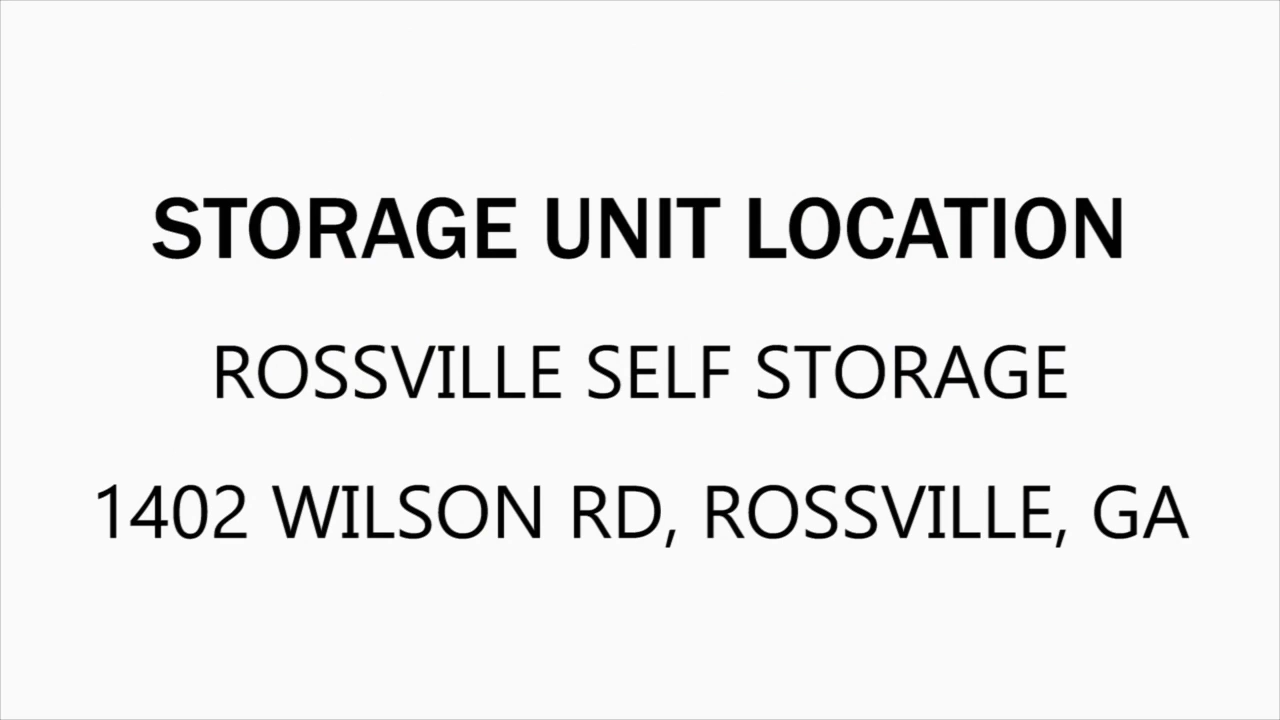 STORAGE UNIT LOCATION
ROSSVILLE SELF STORAGE
1402 WILSON RD, ROSSVILLE, GA